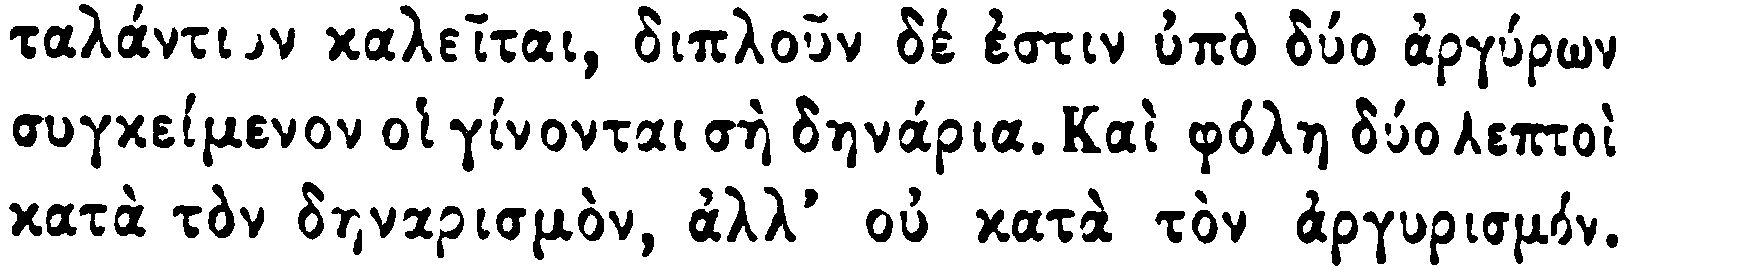 ταλάντιον καλεῖται, διπλοῦν δέ ἐστιν ὑπὸ δύο ἀργύρων
συγκείμενον οἱ γίνονται σὴ δηνάρια. Καὶ φόλη δύο λεπτοὶ
κατὰ τὸν δηναρισμὸν, ἀλλ’ οὐ κατὰ τὸν ἀργυρισμόν.